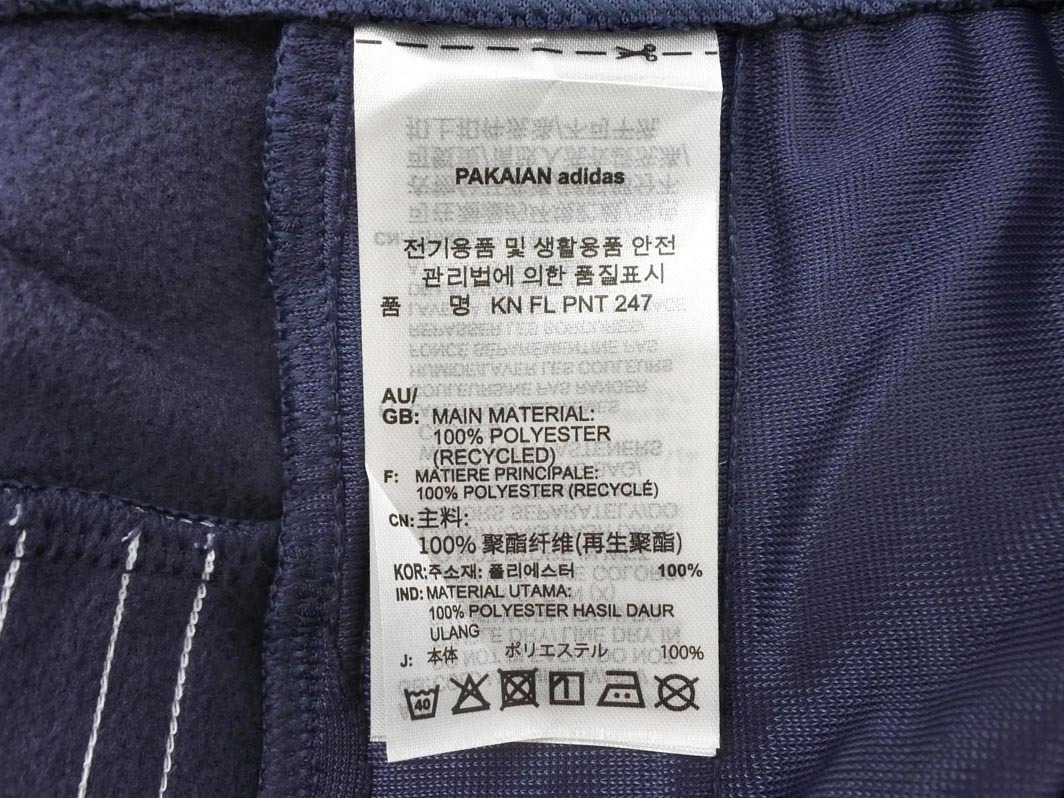 PAKAIAN adidas
전기용품 및 생활용품 안전
관리법에 의한 품질표시
품 명 KN FL PNT 247
AU/
GB: MAIN MATERIAL:
100% POLYESTER
(RECYCLED)
F: MATIERE PRINCIPALE:
100% POLYESTER (RECYCLÉ)
CN: 主料:
100% 聚酯纤维(再生聚酯)
KOR: 주소재: 폴리에스터 100%
IND: MATERIAL UTAMA:
100% POLYESTER HASIL DAUR
ULANG
J: 本体 ポリエステル 100%
40